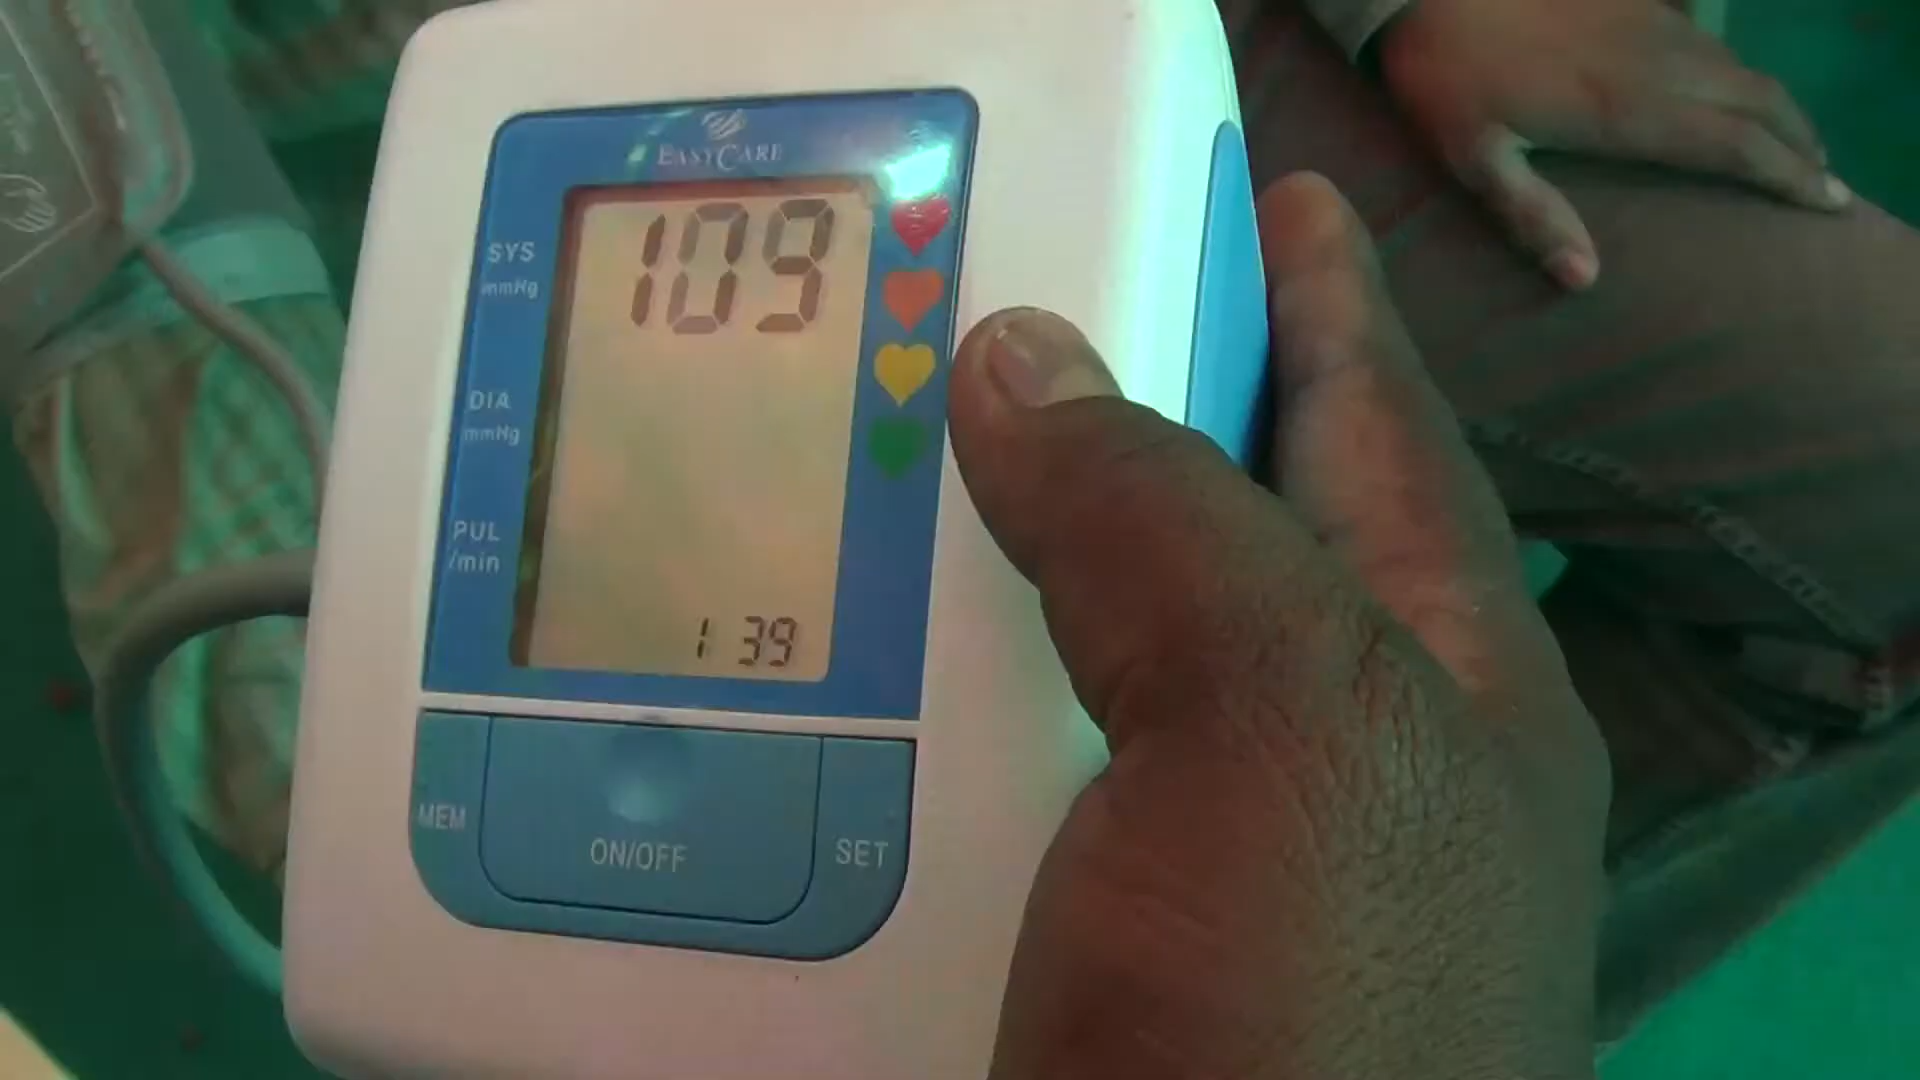 EASYCARE
SYS
mmHg
109
DIA
mmHg
PUL
/min
1 39
MEM
ON/OFF
SET